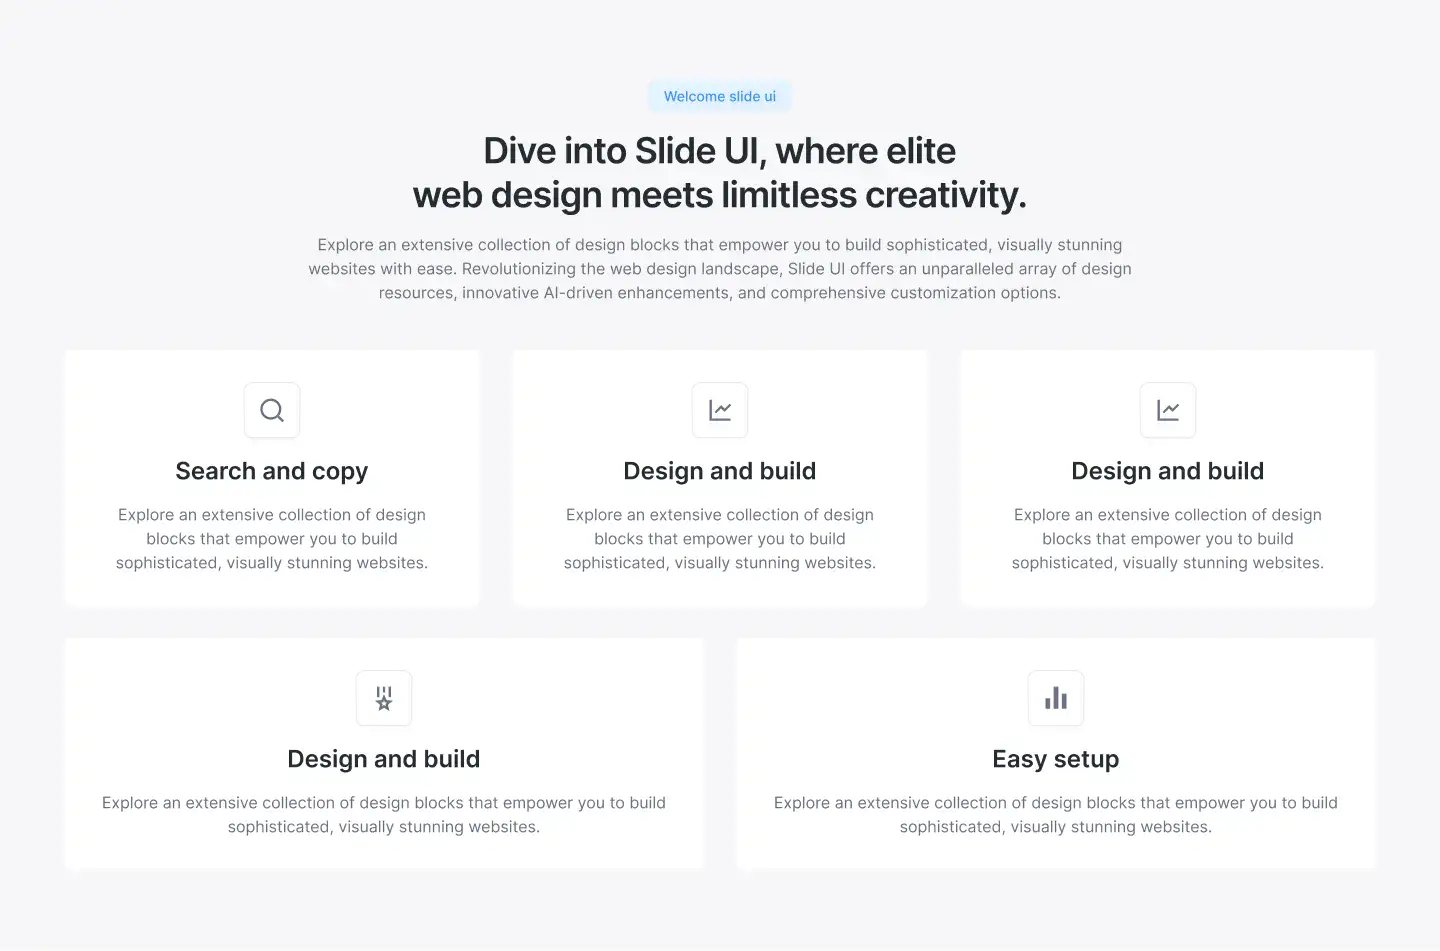 Welcome slide ui
Dive into Slide UI, where elite
web design meets limitless creativity.
Explore an extensive collection of design blocks that empower you to build sophisticated, visually stunning
websites with ease. Revolutionizing the web design landscape, Slide UI offers an unparalleled array of design
resources, innovative AI-driven enhancements, and comprehensive customization options.
Search and copy
Explore an extensive collection of design
blocks that empower you to build
sophisticated, visually stunning websites.
Design and build
Explore an extensive collection of design
blocks that empower you to build
sophisticated, visually stunning websites.
Design and build
Explore an extensive collection of design
blocks that empower you to build
sophisticated, visually stunning websites.
Design and build
Explore an extensive collection of design blocks that empower you to build
sophisticated, visually stunning websites.
Easy setup
Explore an extensive collection of design blocks that empower you to build
sophisticated, visually stunning websites.